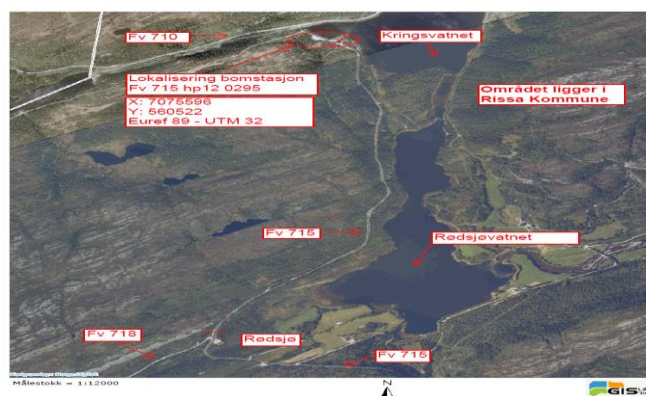 Fv 710
Kringsvatnet
Lokalisering bomstasjon
Fv 715 hp12 0295
X: 7075596
Y: 560522
Euref 89 - UTM 32
Området ligger i
Rissa Kommune
Fv 715
Rødsjøvatnet
Fv 718
Rødsjø
Fv 715
Målestokk = 1:12000
N
GIS